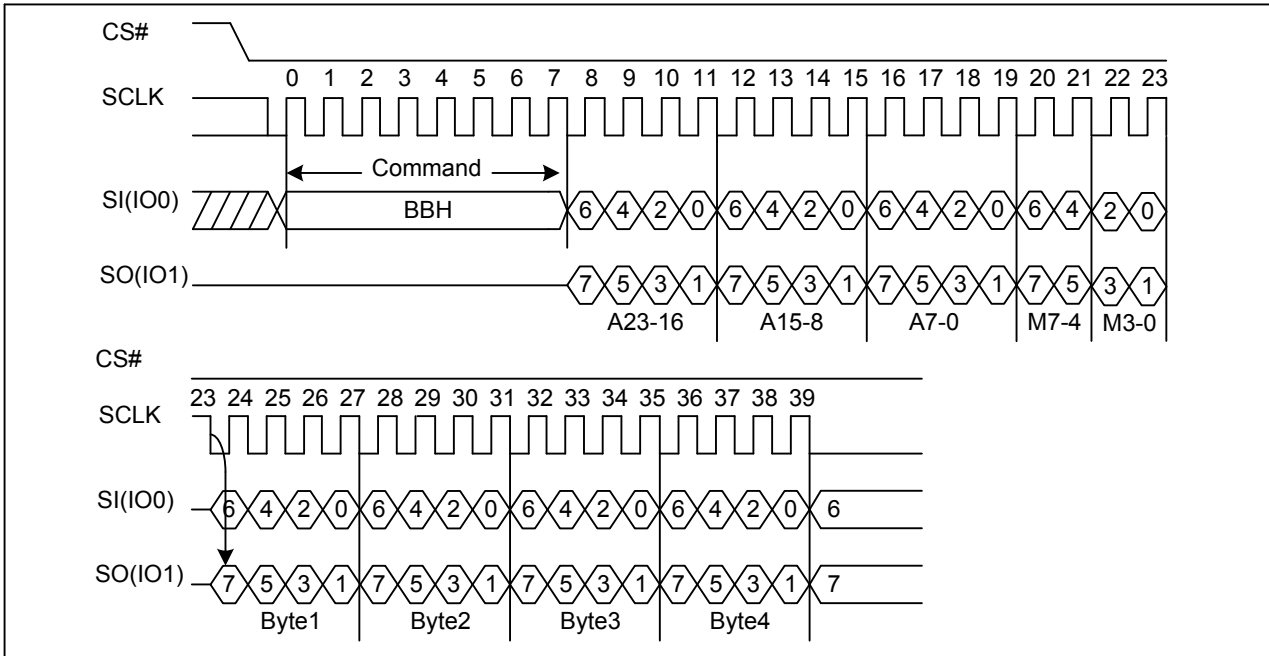 CS#
0 1 2 3 4 5 6 7 8 9 10 11 12 13 14 15 16 17 18 19 20 21 22 23
SCLK
Command
SI(IO0) BBH 6 4 2 0 6 4 2 0 6 4 2 0 6 4 2 0
SO(IO1) 7 5 3 1 7 5 3 1 7 5 3 1 7 5 3 1
A23-16 A15-8 A7-0 M7-4 M3-0
CS#
23 24 25 26 27 28 29 30 31 32 33 34 35 36 37 38 39
SCLK
SI(IO0) 6 4 2 0 6 4 2 0 6 4 2 0 6 4 2 0 6
SO(IO1) 7 5 3 1 7 5 3 1 7 5 3 1 7 5 3 1 7
Byte1 Byte2 Byte3 Byte4